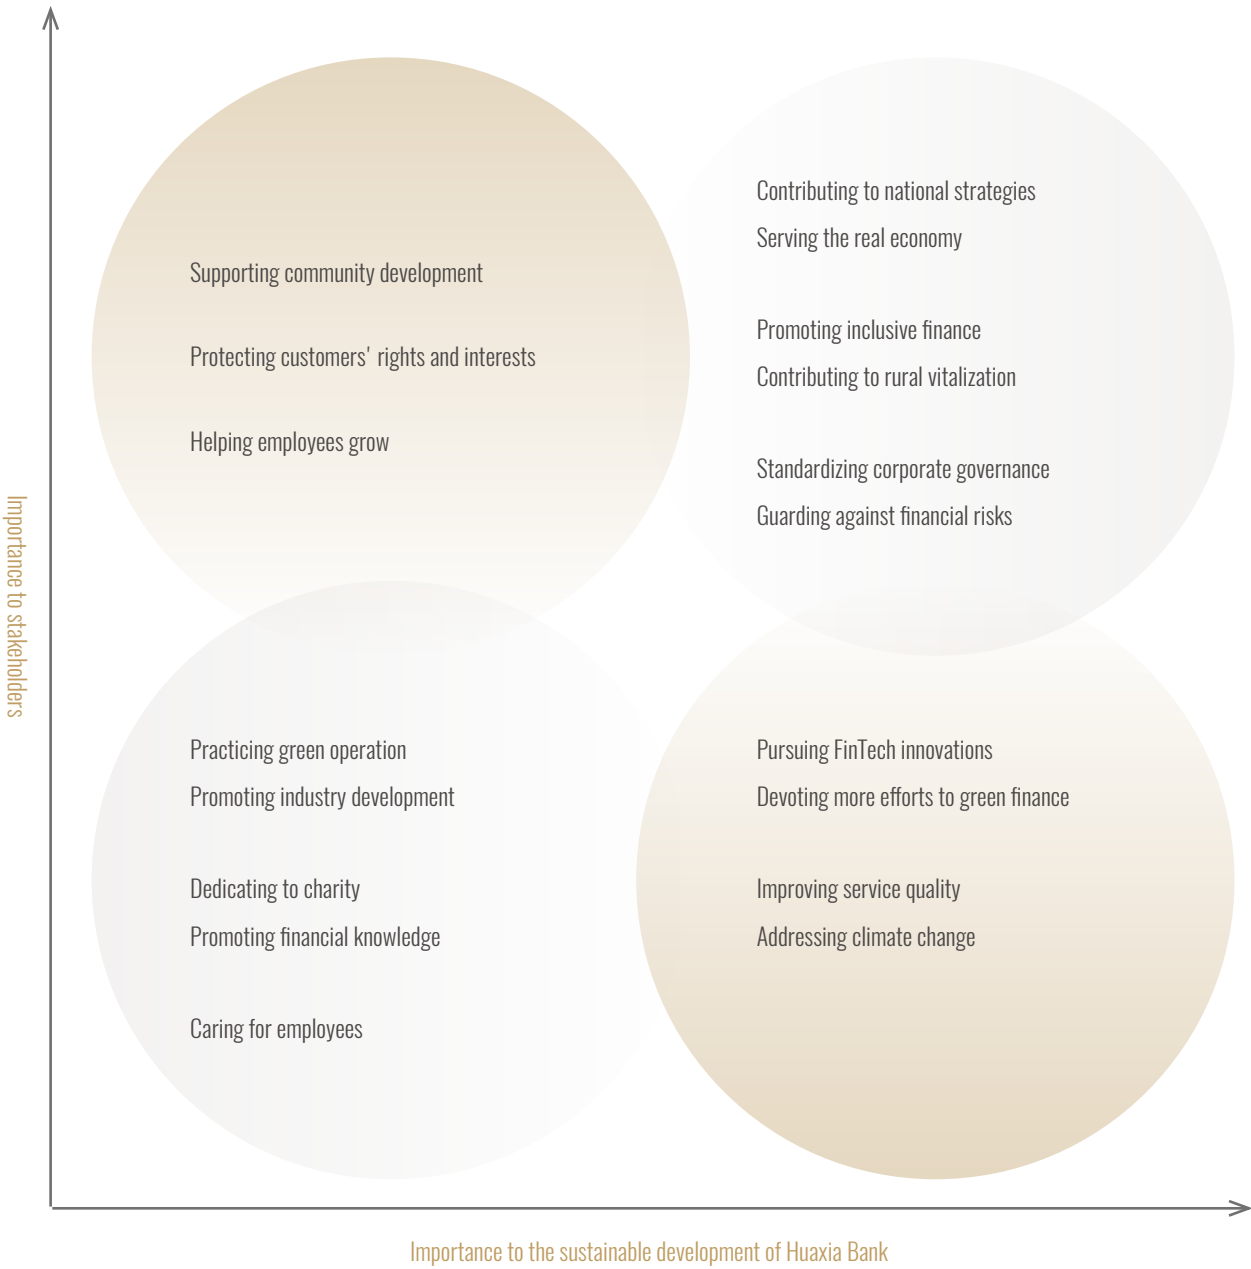 Supporting community development
Protecting customers' rights and interests
Helping employees grow
Contributing to national strategies
Serving the real economy
Promoting inclusive finance
Contributing to rural vitalization
Standardizing corporate governance
Guarding against financial risks
Importance to stakeholders
Practicing green operation
Promoting industry development
Dedicating to charity
Promoting financial knowledge
Caring for employees
Pursuing FinTech innovations
Devoting more efforts to green finance
Improving service quality
Addressing climate change
Importance to the sustainable development of Huaxia Bank